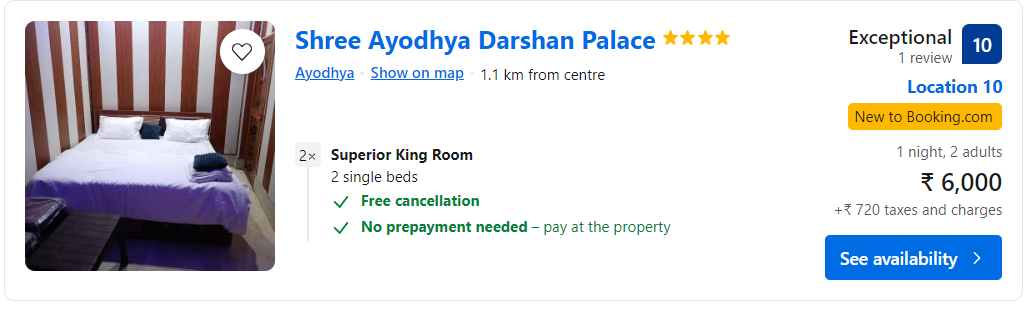 Shree Ayodhya Darshan Palace
Ayodhya · Show on map · 1.1 km from centre
2× Superior King Room
2 single beds
Free cancellation
No prepayment needed – pay at the property
Exceptional 10
1 review
Location 10
New to Booking.com
1 night, 2 adults
₹ 6,000
+₹ 720 taxes and charges
See availability